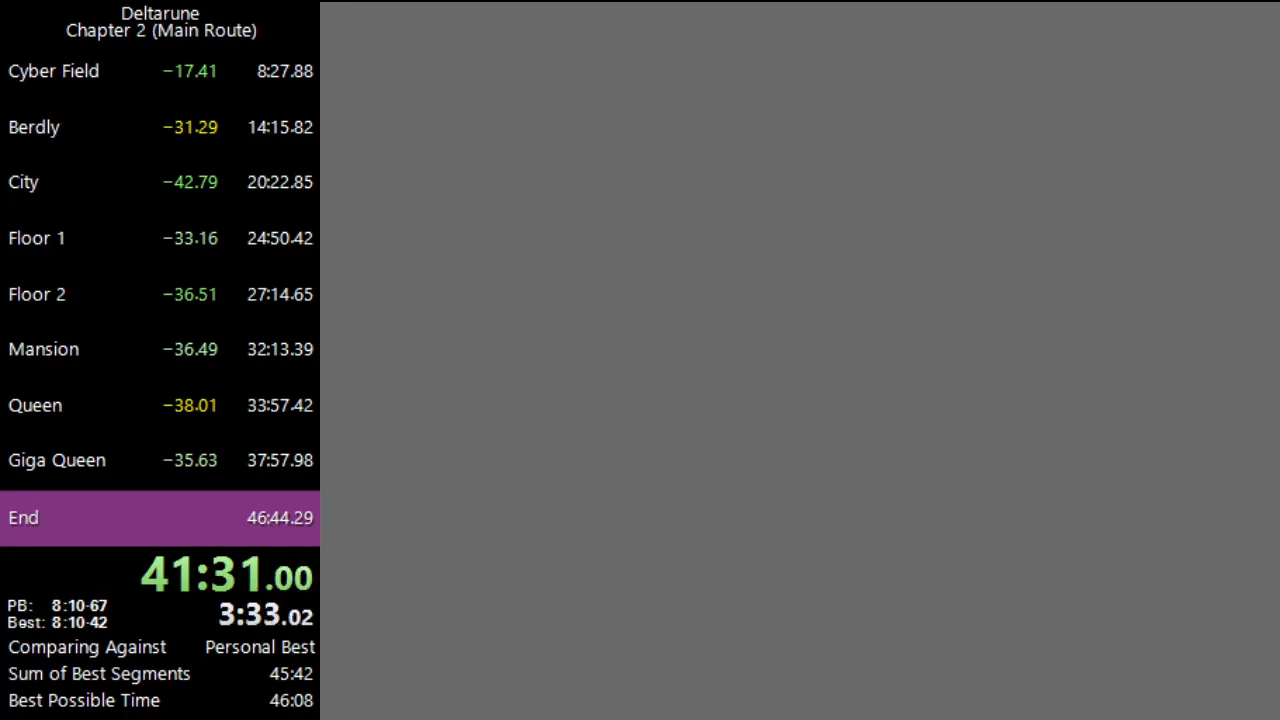 Deltarune
Chapter 2 (Main Route)
Cyber Field −17.41 8:27.88
Berdly −31.29 14:15.82
City −42.79 20:22.85
Floor 1 −33.16 24:50.42
Floor 2 −36.51 27:14.65
Mansion −36.49 32:13.39
Queen −38.01 33:57.42
Giga Queen −35.63 37:57.98
End 46:44.29
41:31.00
PB: 8:10.67 3:33.02
Best: 8:10.42
Comparing Against Personal Best
Sum of Best Segments 45:42
Best Possible Time 46:08